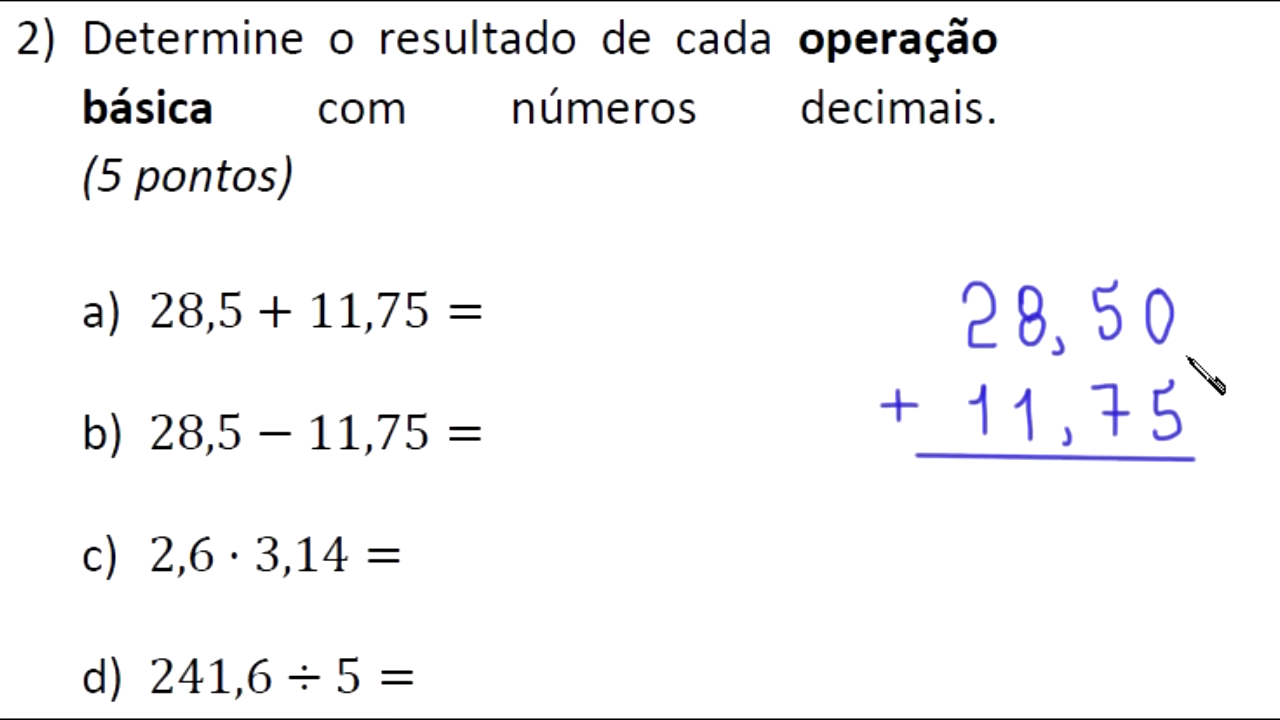 2) Determine o resultado de cada operação
básica com números decimais.
(5 pontos)
a) 28,5 + 11,75 =
b) 28,5 − 11,75 =
c) 2,6 · 3,14 =
d) 241,6 ÷ 5 =
28,50
+ 11,75